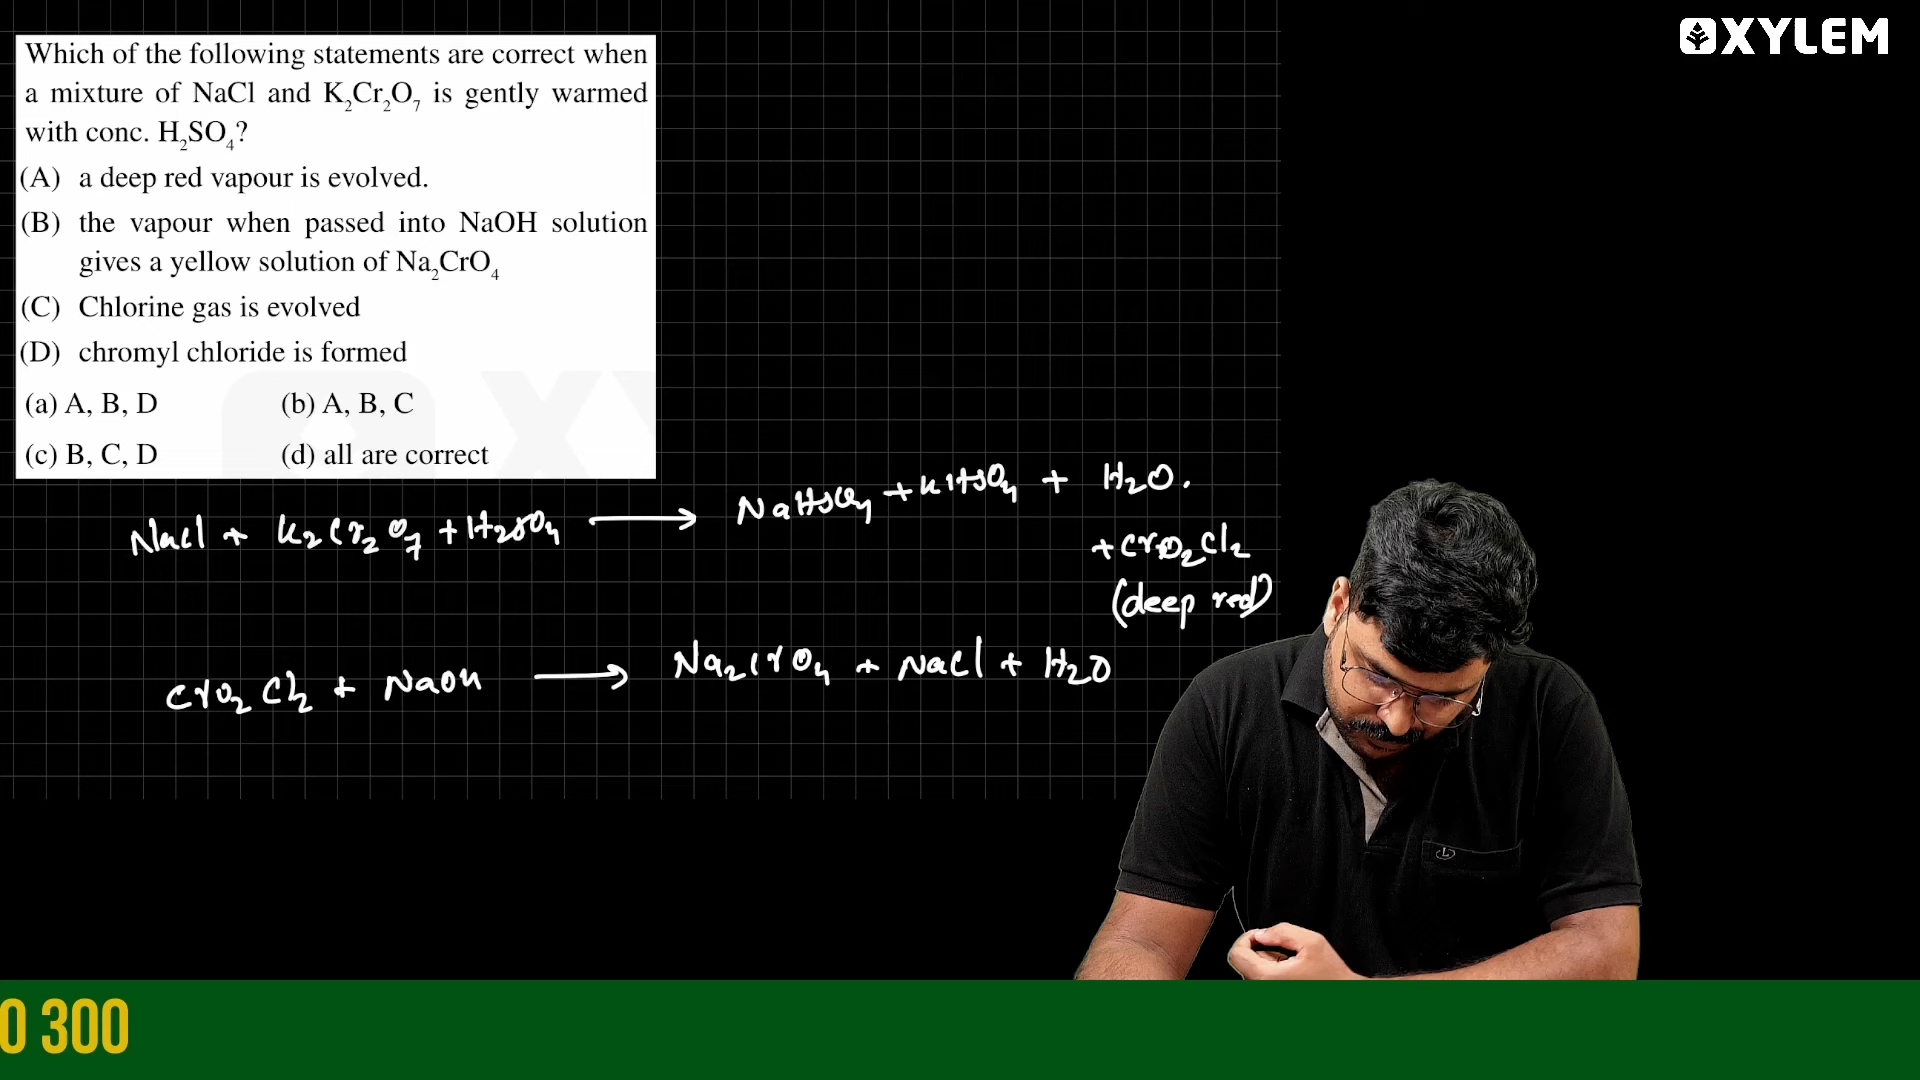 XYLEM
Which of the following statements are correct when
a mixture of NaCl and K₂Cr₂O₇ is gently warmed
with conc. H₂SO₄?
(A) a deep red vapour is evolved.
(B) the vapour when passed into NaOH solution
gives a yellow solution of Na₂CrO₄
(C) Chlorine gas is evolved
(D) chromyl chloride is formed
(a) A, B, D (b) A, B, C
(c) B, C, D (d) all are correct
NaCl + K₂Cr₂O₇ + H₂SO₄ ⟶ NaHSO₄ + KHSO₄ + H₂O.
+ CrO₂Cl₂
(deep red)
CrO₂Cl₂ + NaOH ⟶ Na₂CrO₄ + NaCl + H₂O
0 300